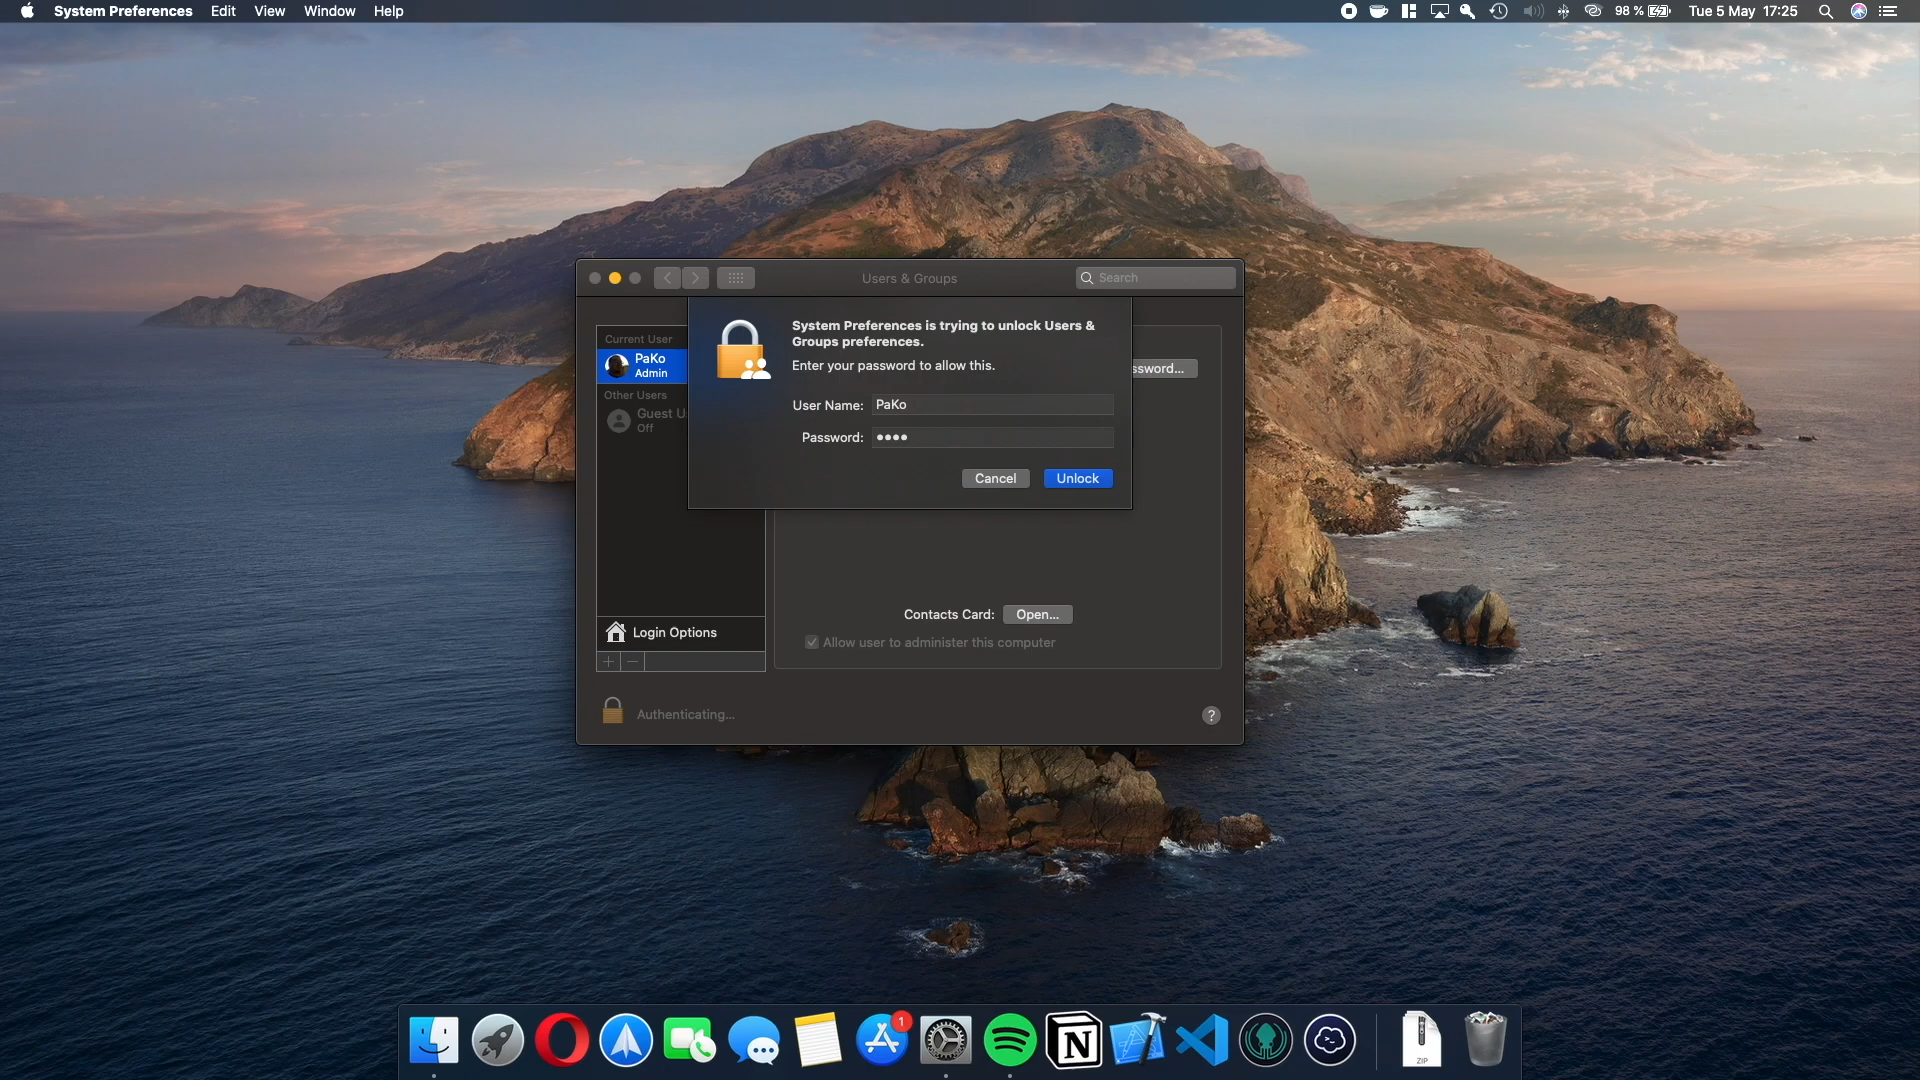 System Preferences Edit View Window Help
98 % Tue 5 May 17:25
Users & Groups
Search
System Preferences is trying to unlock Users &
Groups preferences.
Enter your password to allow this.
User Name: PaKo
Password: ••••
Cancel Unlock
Current User
PaKo
Admin
Other Users
Guest U
Off
ssword...
Contacts Card: Open...
Allow user to administer this computer
Login Options
+ −
Authenticating...
?
1
N
ZIP